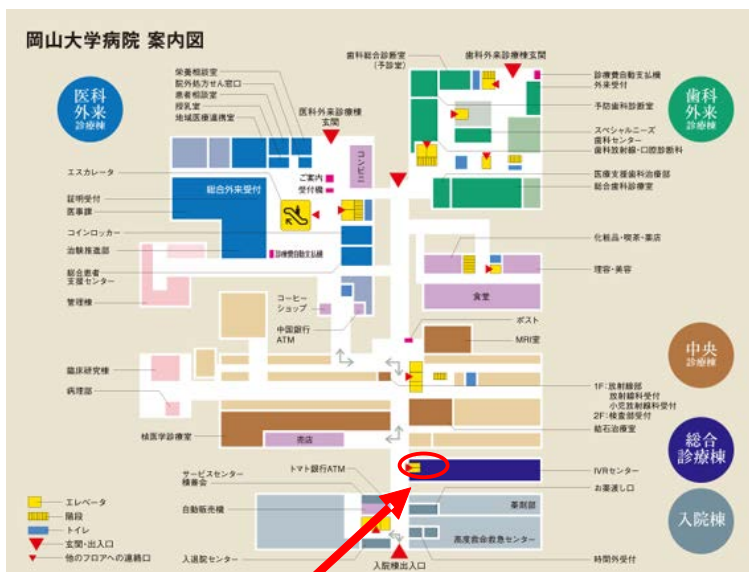 岡山大学病院 案内図
医科
外来
診療棟
栄養相談室
院外処方せん窓口
患者相談室
授乳室
地域医療連携室
医科外来診療棟
玄関
歯科総合診断室
(予診室)
歯科外来診療棟玄関
診療費自動支払機
外来受付
予防歯科診断室
スペシャルニーズ
歯科センター
歯科放射線・口腔診断科
医療支援歯科治療部
総合歯科診療室
歯科
外来
診療棟
エスカレータ
証明受付
医事課
コインロッカー
治験推進部
総合患者
支援センター
管理棟
総合外来受付
ご案内
受付機
コンビニ
診療費自動支払機
コーヒー
ショップ
中国銀行
ATM
化粧品・喫茶・薬店
理容・美容
食堂
ポスト
MRI室
中央
診療棟
臨床研究棟
病理部
核医学診療室
売店
1F:放射線部
放射線科受付
小児放射線科受付
2F:検査部受付
結石治療室
総合
診療棟
IVRセンター
サービスセンター
積善会
トマト銀行ATM
お薬渡し口
自動販売機
薬剤部
入院棟
高度救命救急センター
入退院センター
入院棟出入口
時間外受付
エレベータ
階段
トイレ
玄関・出入口
他のフロアへの連絡口